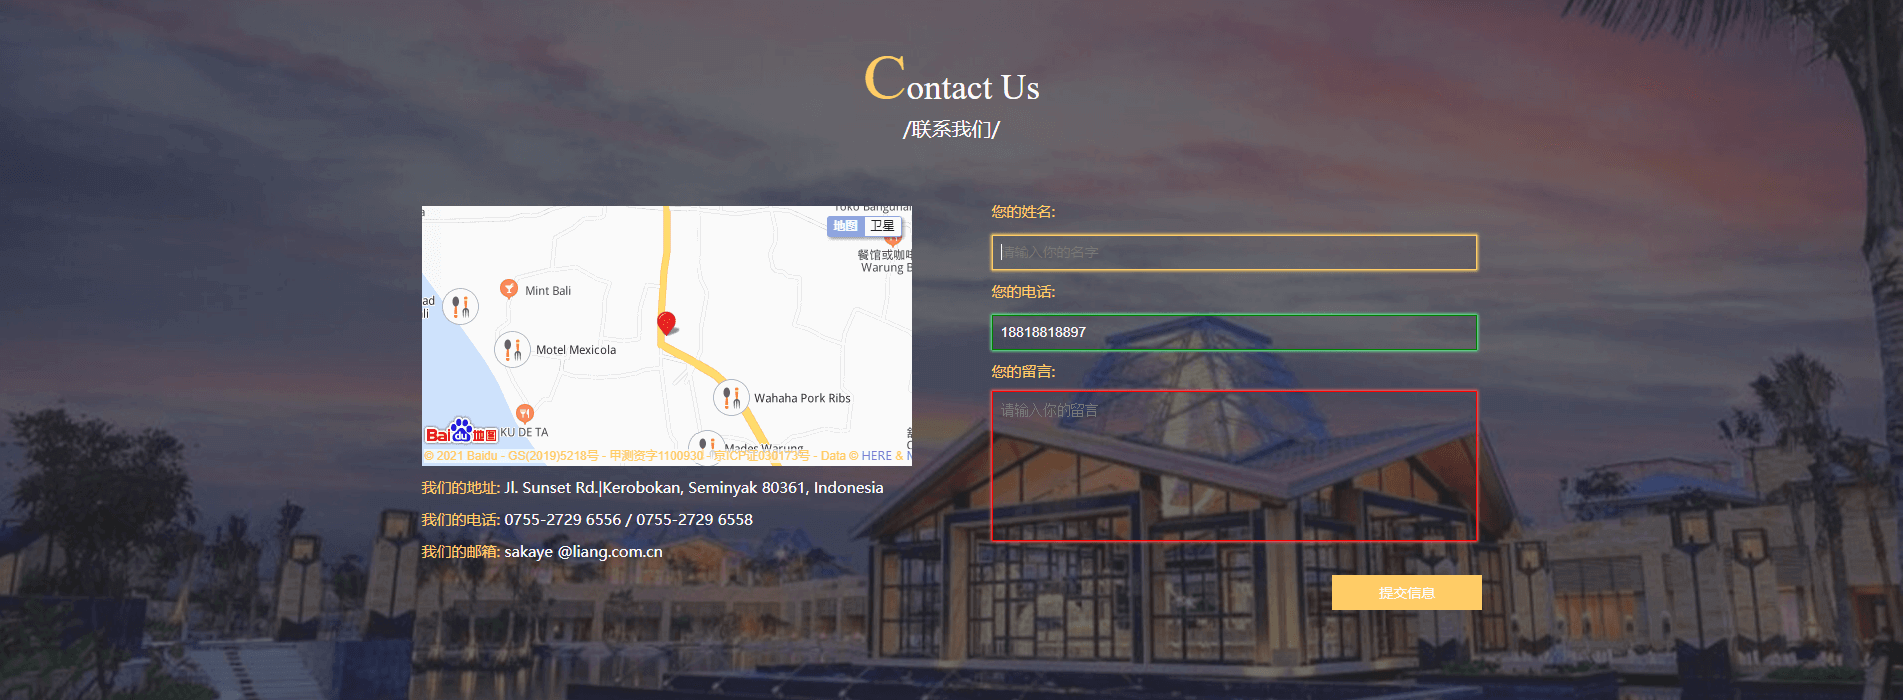 Contact Us
/联系我们/
Toko Bangunan
地图 卫星
餐馆或咖啡
Warung B
Mint Bali
Motel Mexicola
Wahaha Pork Ribs
KU DE TA
Mades Warung
Bai du 地图
© 2021 Baidu - GS(2019)5218号 - 甲测资字1100930 - 京ICP证030173号 - Data © HERE &
我们的地址: Jl. Sunset Rd.|Kerobokan, Seminyak 80361, Indonesia
我们的电话: 0755-2729 6556 / 0755-2729 6558
我们的邮箱: sakaye @liang.com.cn
您的姓名:
请输入你的名字
您的电话:
18818818897
您的留言:
请输入你的留言
提交信息